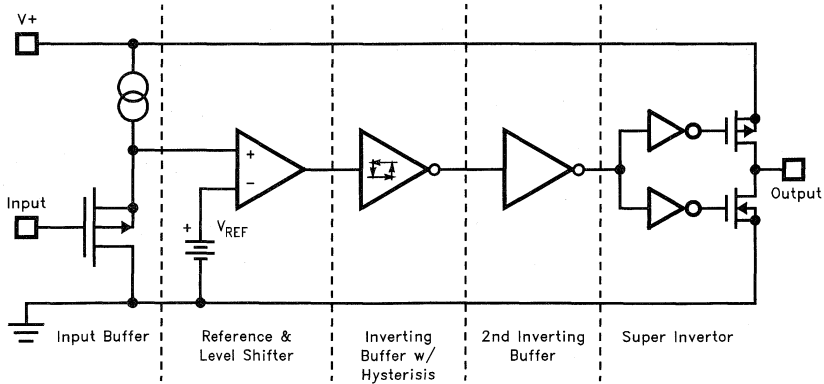 V+
Input
+
−
+
VREF
Output
Input Buffer
Reference &
Level Shifter
Inverting
Buffer w/
Hysterisis
2nd Inverting
Buffer
Super Invertor